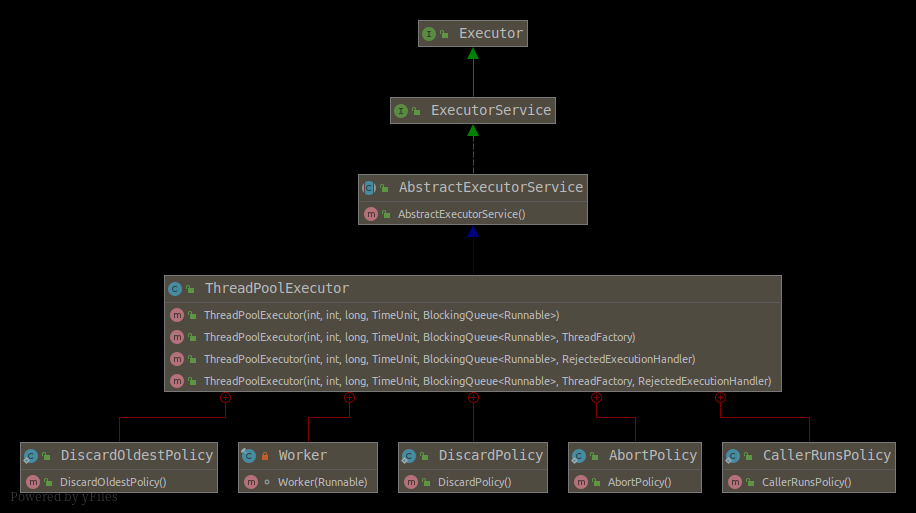 Executor
ExecutorService
AbstractExecutorService
AbstractExecutorService()
ThreadPoolExecutor
ThreadPoolExecutor(int, int, long, TimeUnit, BlockingQueue<Runnable>)
ThreadPoolExecutor(int, int, long, TimeUnit, BlockingQueue<Runnable>, ThreadFactory)
ThreadPoolExecutor(int, int, long, TimeUnit, BlockingQueue<Runnable>, RejectedExecutionHandler)
ThreadPoolExecutor(int, int, long, TimeUnit, BlockingQueue<Runnable>, ThreadFactory, RejectedExecutionHandler)
DiscardOldestPolicy
DiscardOldestPolicy()
Worker
Worker(Runnable)
DiscardPolicy
DiscardPolicy()
AbortPolicy
AbortPolicy()
CallerRunsPolicy
CallerRunsPolicy()
Powered by yFiles